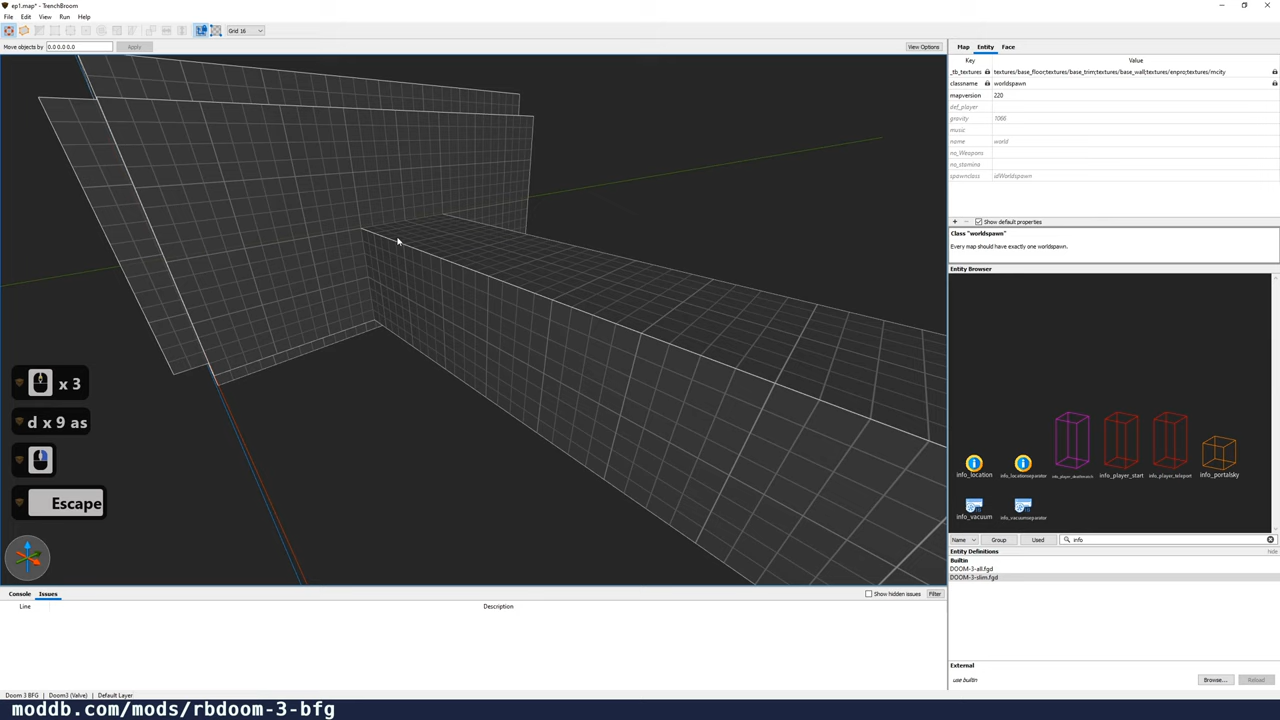 ep1.map* - TrenchBroom
File Edit View Run Help
Grid 16
Move objects by 0.0 0.0 0.0 Apply View Options
Map Entity Face
Key Value
_tb_textures textures/base_floor;textures/base_trim;textures/base_wall;textures/enpro;textures/mcity
classname worldspawn
mapversion 220
def_player
gravity 1066
music
name world
no_Weapons
no_stamina
spawnclass idWorldspawn
+ - Show default properties
Class "worldspawn"
Every map should have exactly one worldspawn.
Entity Browser
x 3
d x 9 as
Escape
info_location info_locationseparator info_player_deathmatch info_player_start info_player_teleport info_portalsky
info_vacuum info_vacuumseparator
Name Group Used info
Entity Definitions Hide
Builtin
DOOM-3-all.fgd
DOOM-3-slim.fgd
Console Issues Show hidden issues Filter
Line Description
External
use builtin Browse... Reload
Doom 3 BFG Doom3 (Valve) Default Layer
moddb.com/mods/rbdoom-3-bfg